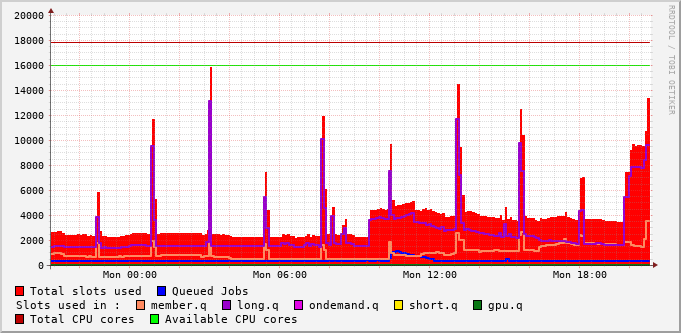 20000
18000
16000
14000
12000
10000
8000
6000
4000
2000
0
Mon 00:00 Mon 06:00 Mon 12:00 Mon 18:00
RRDTOOL / TOBI OETIKER
Total slots used Queued Jobs
Slots used in : member.q long.q ondemand.q short.q gpu.q
Total CPU cores Available CPU cores